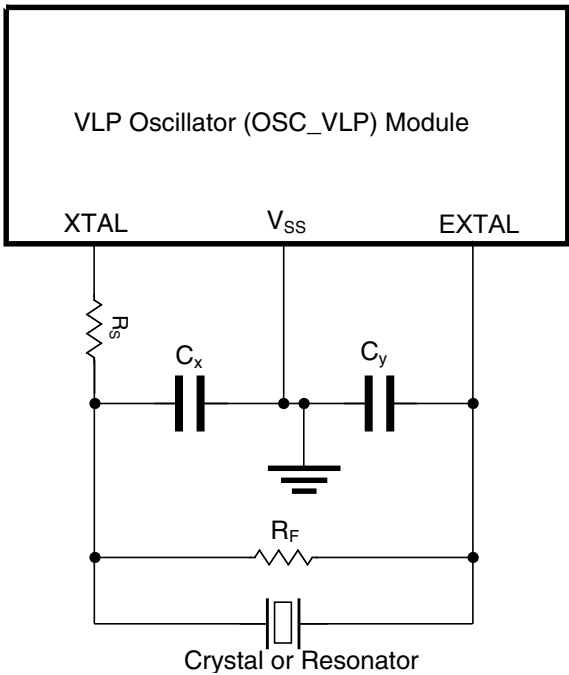 VLP Oscillator (OSC_VLP) Module
XTAL VSS EXTAL
RS
Cx Cy
RF
Crystal or Resonator